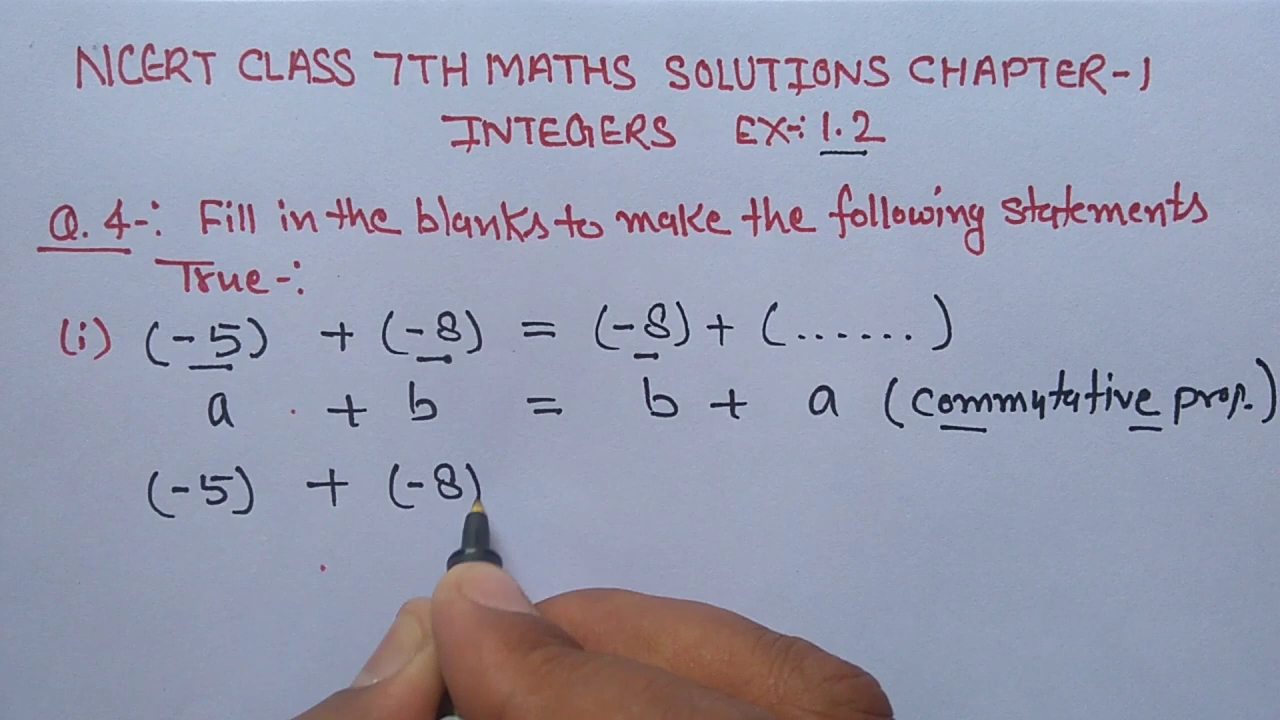 NCERT CLASS 7TH MATHS SOLUTIONS CHAPTER-1
INTEGERS EX-: 1.2
Q. 4-: Fill in the blanks to make the following statements
True-:
(i) (-5) + (-8) = (-8) + (......)
a + b = b + a (commutative prop.)
(-5) + (-8)